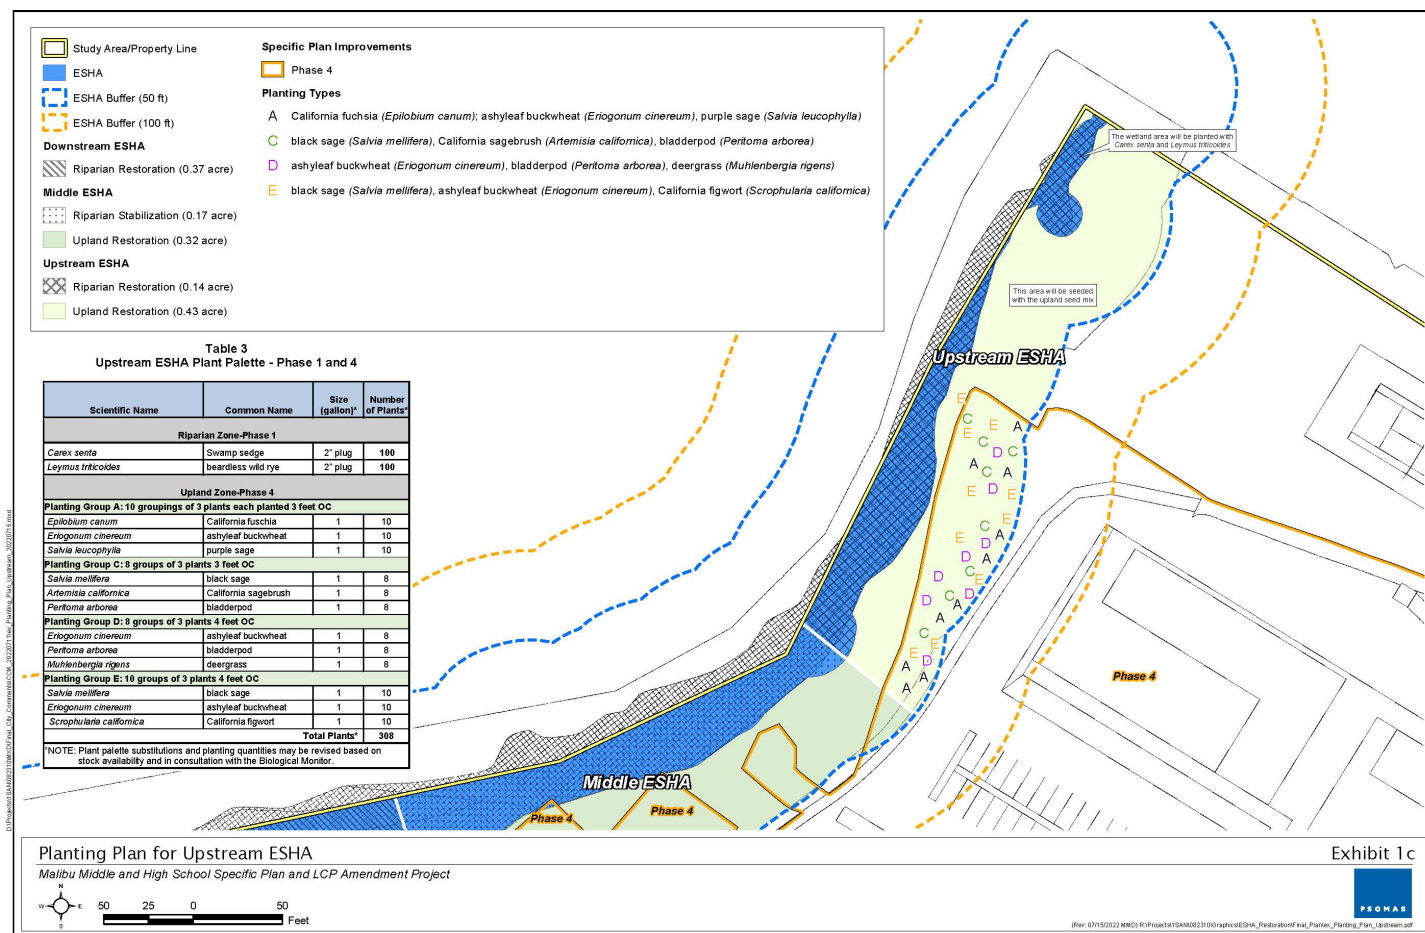 Study Area/Property Line
ESHA
ESHA Buffer (50 ft)
ESHA Buffer (100 ft)
Downstream ESHA
Riparian Restoration (0.37 acre)
Middle ESHA
Riparian Stabilization (0.17 acre)
Upland Restoration (0.32 acre)
Upstream ESHA
Riparian Restoration (0.14 acre)
Upland Restoration (0.43 acre)
Specific Plan Improvements
Phase 4
Planting Types
A California fuchsia (Epilobium canum); ashyleaf buckwheat (Eriogonum cinereum), purple sage (Salvia leucophylla)
C black sage (Salvia mellifera), California sagebrush (Artemisia californica), bladderpod (Peritoma arborea)
D ashyleaf buckwheat (Eriogonum cinereum), bladderpod (Peritoma arborea), deergrass (Muhlenbergia rigens)
E black sage (Salvia mellifera), ashyleaf buckwheat (Eriogonum cinereum), California figwort (Scrophularia californica)
The wetland area will be planted with
Carex senta and Leymus triticoides
This area will be seeded
with the upland seed mix
Upstream ESHA
E
C
E
E
A
C
D
C
A
C
A
E
D
E
E
C
A
E
D
D
A
C
E
D
C
D
D
A
A
C
E
E
D
A
A
A
Phase 4
Middle ESHA
Phase 4
Phase 4
Table 3
Upstream ESHA Plant Palette - Phase 1 and 4
Scientific Name Common Name Size (gallon)* Number of Plants*
Riparian Zone-Phase 1
Carex senta Swamp sedge 2" plug 100
Leymus triticoides beardless wild rye 2" plug 100
Upland Zone-Phase 4
Planting Group A: 10 groupings of 3 plants each planted 3 feet OC
Epilobium canum California fuschia 1 10
Eriogonum cinereum ashyleaf buckwheat 1 10
Salvia leucophylla purple sage 1 10
Planting Group C: 8 groups of 3 plants 3 feet OC
Salvia mellifera black sage 1 8
Artemisia californica California sagebrush 1 8
Peritoma arborea bladderpod 1 8
Planting Group D: 8 groups of 3 plants 4 feet OC
Eriogonum cinereum ashyleaf buckwheat 1 8
Peritoma arborea bladderpod 1 8
Muhlenbergia rigens deergrass 1 8
Planting Group E: 10 groups of 3 plants 4 feet OC
Salvia mellifera black sage 1 10
Eriogonum cinereum ashyleaf buckwheat 1 10
Scrophularia californica California figwort 1 10
Total Plants* 308
*NOTE: Plant palette substitutions and planting quantities may be revised based on
stock availability and in consultation with the Biological Monitor.
Planting Plan for Upstream ESHA
Exhibit 1c
Malibu Middle and High School Specific Plan and LCP Amendment Project
N
W E
S
50 25 0 50
Feet
PSOMAS